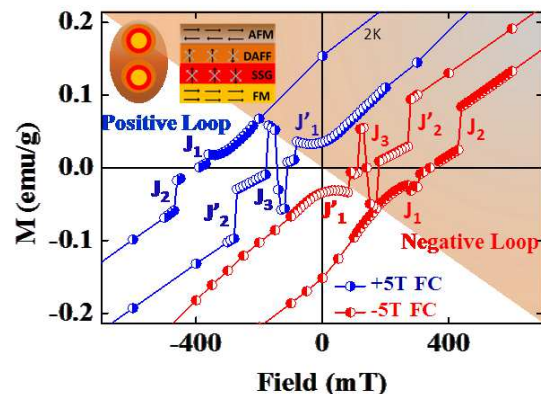 AFM
DAFF
SSG
FM
2K
0.2
0.1
0.0
-0.1
-0.2
M (emu/g)
Positive Loop
J'1
J3
J'2
J2
J1
J2
J'2
J3
J'1
J1
Negative Loop
+5T FC
-5T FC
-400
0
400
Field (mT)